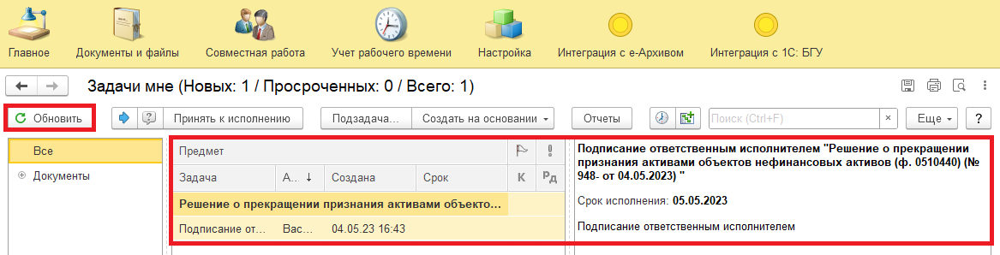 Главное Документы и файлы Совместная работа Учет рабочего времени Настройка Интеграция с е-Архивом Интеграция с 1С: БГУ
Задачи мне (Новых: 1 / Просроченных: 0 / Всего: 1)
Обновить Принять к исполнению Подзадача... Создать на основании Отчеты Поиск (Ctrl+F) × Еще ?
Все
Документы
Предмет
Задача А.. ↓ Создана Срок К Рд
Решение о прекращении признания активами объекто...
Подписание от... Вас... 04.05.23 16:43
Подписание ответственным исполнителем "Решение о прекращении
признания активами объектов нефинансовых активов (ф. 0510440) (№
948- от 04.05.2023) "
Срок исполнения: 05.05.2023
Подписание ответственным исполнителем